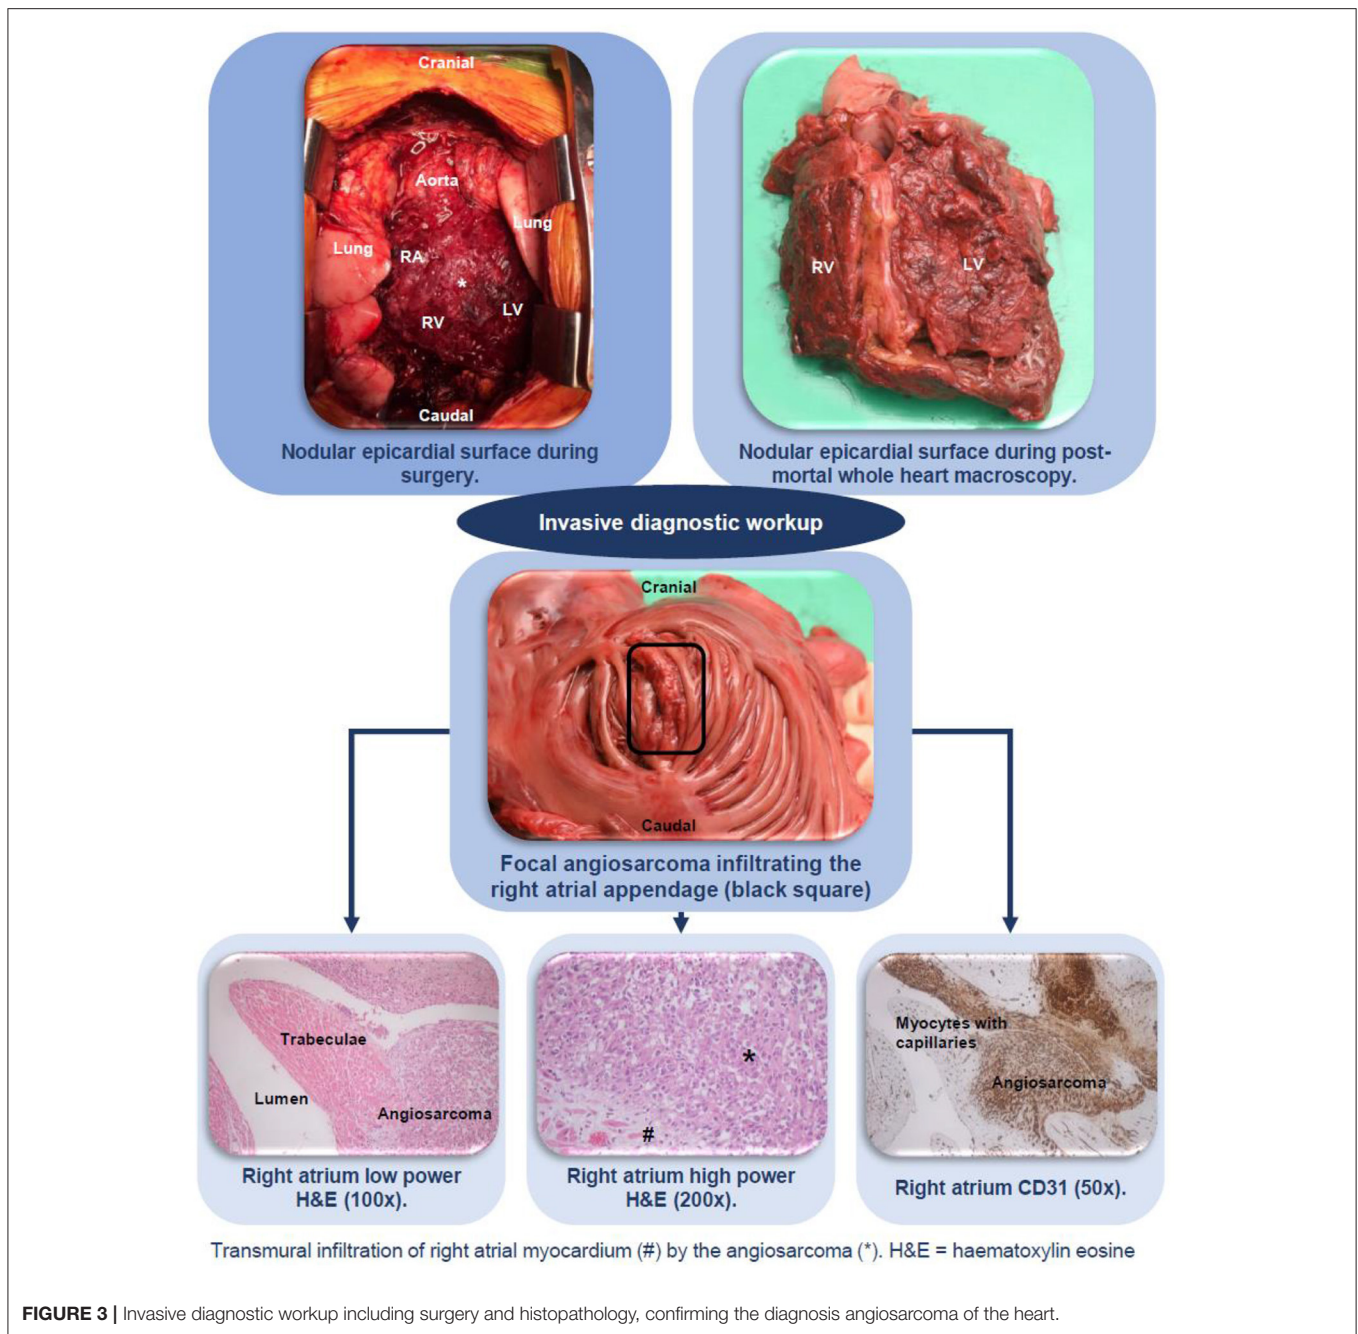 Cranial
Aorta
Lung
Lung
RA
*
LV
RV
Caudal
Nodular epicardial surface during
surgery.
RV
LV
Nodular epicardial surface during post-
mortal whole heart macroscopy.
Invasive diagnostic workup
Cranial
Caudal
Focal angiosarcoma infiltrating the
right atrial appendage (black square)
Trabeculae
Lumen
Angiosarcoma
Right atrium low power
H&E (100x).
*
#
Right atrium high power
H&E (200x).
Myocytes with
capillaries
Angiosarcoma
Right atrium CD31 (50x).
Transmural infiltration of right atrial myocardium (#) by the angiosarcoma (*). H&E = haematoxylin eosine
FIGURE 3 | Invasive diagnostic workup including surgery and histopathology, confirming the diagnosis angiosarcoma of the heart.